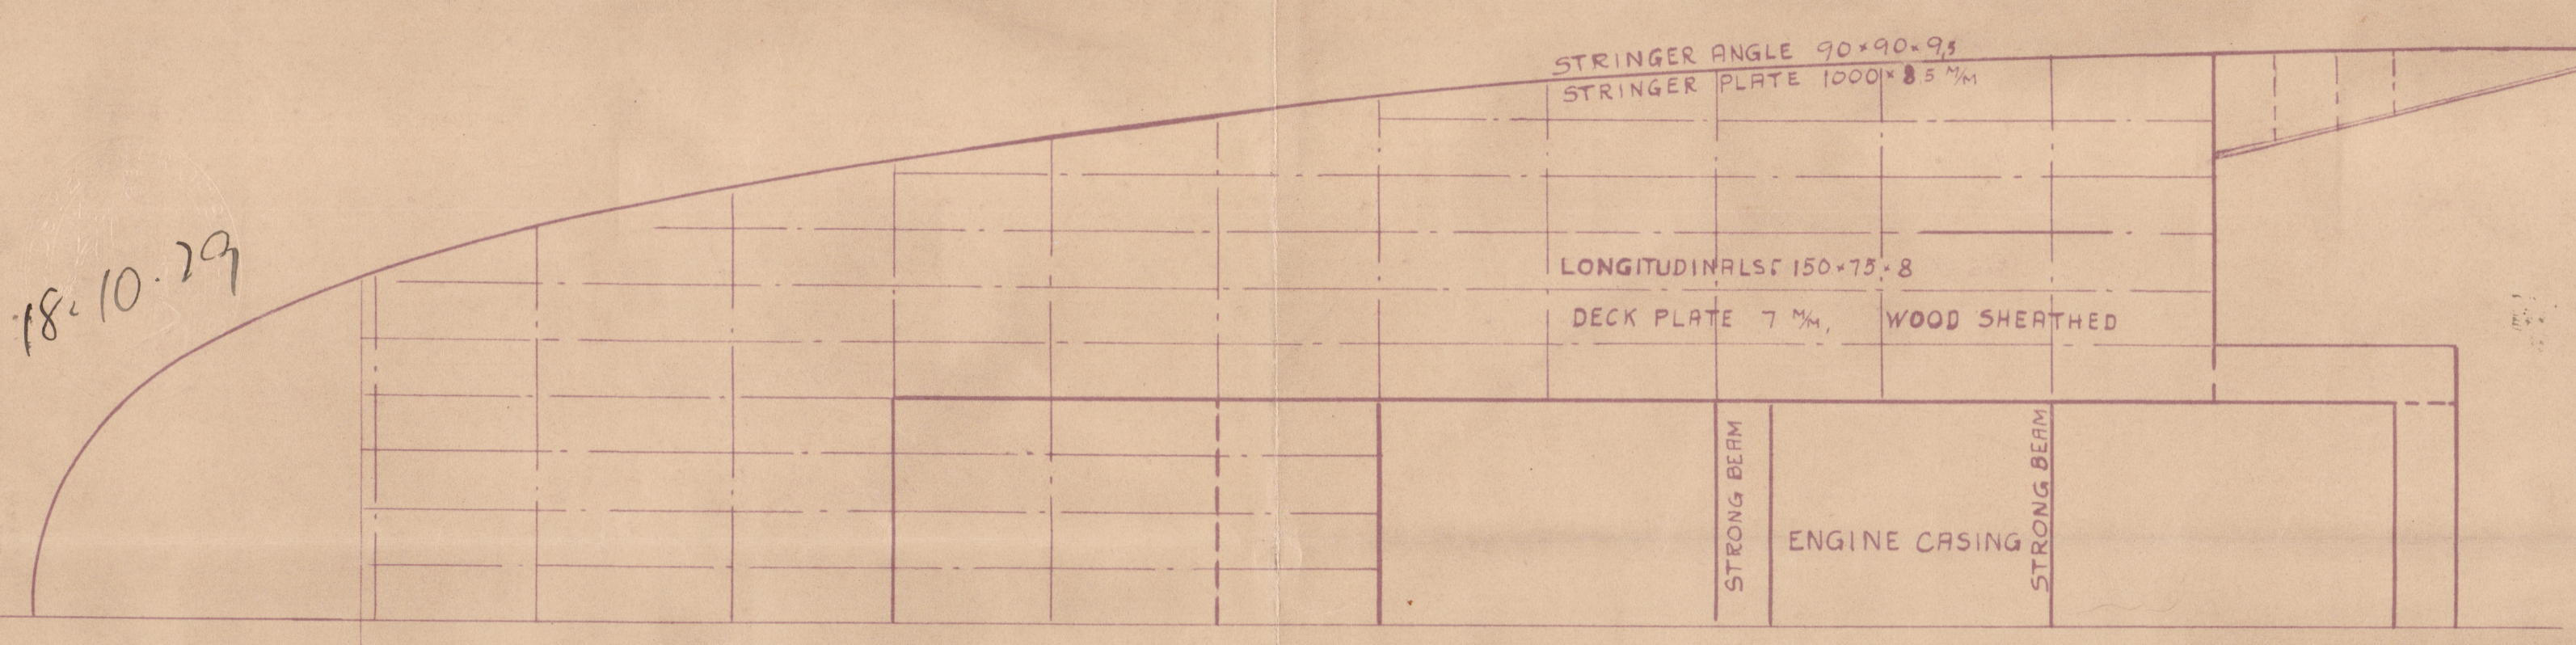 STRINGER ANGLE 90×90×9,5
STRINGER PLATE 1000×8.5 M/M
18.10.29
LONGITUDINALS 150×75×8
DECK PLATE 7 M/M, WOOD SHEATHED
STRONG BEAM
ENGINE CASING
STRONG BEAM